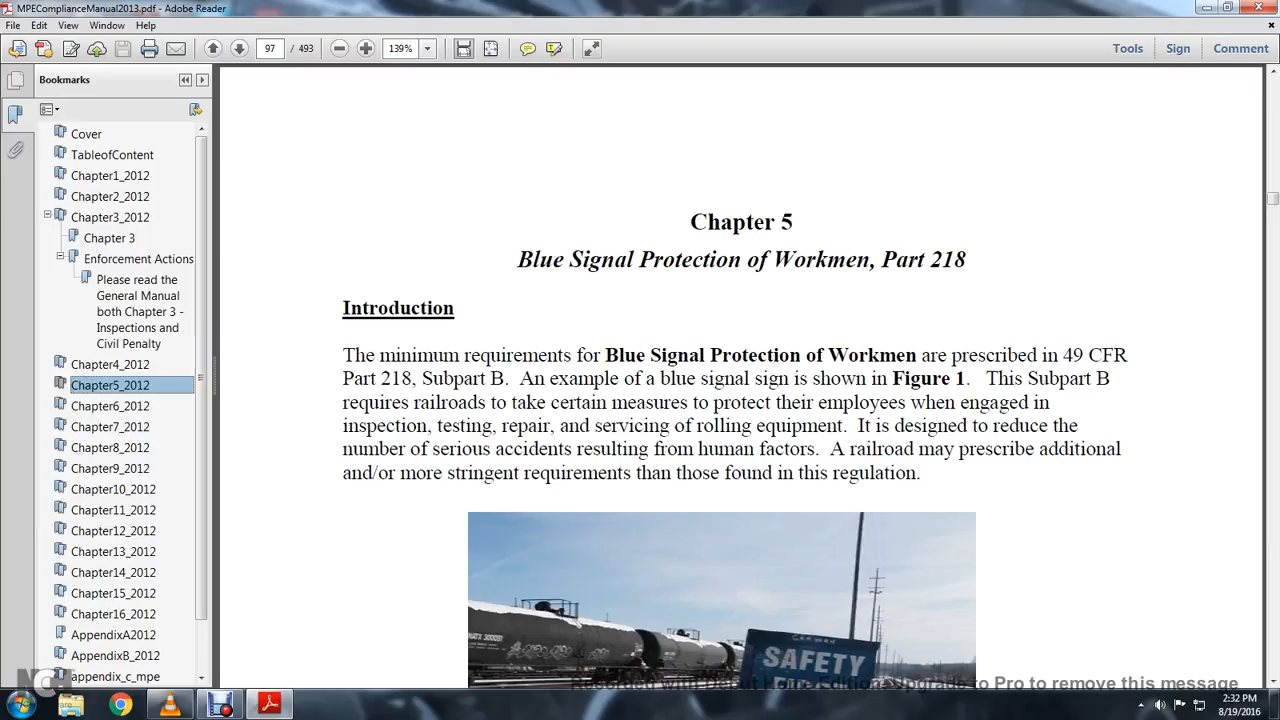 MPEComplianceManual2013.pdf - Adobe Reader
File Edit View Window Help
97 / 493 139% Tools Sign Comment
Bookmarks
Cover
TableofContent
Chapter1_2012
Chapter2_2012
Chapter3_2012
Chapter 3
Enforcement Actions
Please read the
General Manual
both Chapter 3 -
Inspections and
Civil Penalty
Chapter4_2012
Chapter5_2012
Chapter6_2012
Chapter7_2012
Chapter8_2012
Chapter9_2012
Chapter10_2012
Chapter11_2012
Chapter12_2012
Chapter13_2012
Chapter14_2012
Chapter15_2012
Chapter16_2012
AppendixA2012
AppendixB_2012
appendix_c_mpe
Chapter 5
Blue Signal Protection of Workmen, Part 218
Introduction
The minimum requirements for Blue Signal Protection of Workmen are prescribed in 49 CFR
Part 218, Subpart B. An example of a blue signal sign is shown in Figure 1. This Subpart B
requires railroads to take certain measures to protect their employees when engaged in
inspection, testing, repair, and servicing of rolling equipment. It is designed to reduce the
number of serious accidents resulting from human factors. A railroad may prescribe additional
and/or more stringent requirements than those found in this regulation.
SAFETY
NCH
Recorded with Debut Home Edition. Upgrade to Pro to remove this message
2:32 PM
8/19/2016